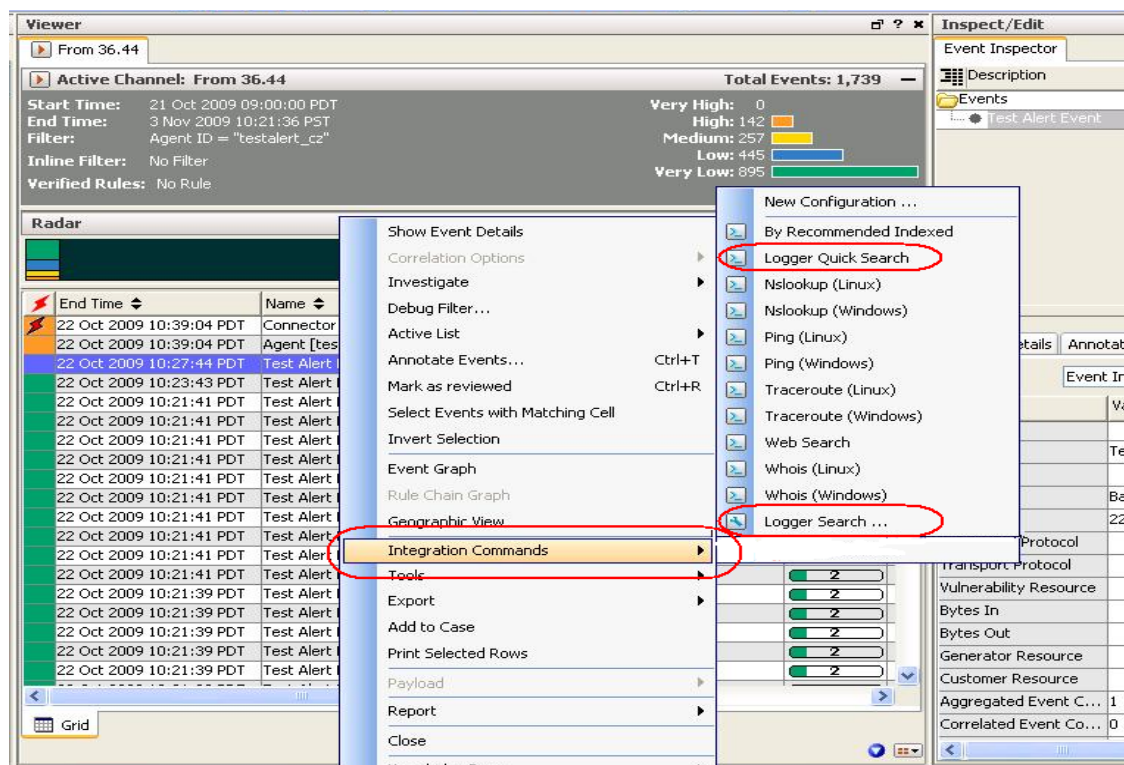 Viewer
From 36.44
Active Channel: From 36.44
Total Events: 1,739
Start Time: 21 Oct 2009 09:00:00 PDT
End Time: 3 Nov 2009 10:21:36 PST
Filter: Agent ID = "testalert_cz"
Inline Filter: No Filter
Verified Rules: No Rule
Very High: 0
High: 142
Medium: 257
Low: 445
Very Low: 895
Radar
End Time
Name
22 Oct 2009 10:39:04 PDT Connector
22 Oct 2009 10:39:04 PDT Agent [tes
22 Oct 2009 10:27:44 PDT Test Alert
22 Oct 2009 10:23:43 PDT Test Alert
22 Oct 2009 10:21:41 PDT Test Alert
22 Oct 2009 10:21:41 PDT Test Alert
22 Oct 2009 10:21:41 PDT Test Alert
22 Oct 2009 10:21:41 PDT Test Alert
22 Oct 2009 10:21:41 PDT Test Alert
22 Oct 2009 10:21:41 PDT Test Alert
22 Oct 2009 10:21:41 PDT Test Alert
22 Oct 2009 10:21:41 PDT Test Alert
22 Oct 2009 10:21:41 PDT Test Alert
22 Oct 2009 10:21:41 PDT Test Alert 2
22 Oct 2009 10:21:39 PDT Test Alert 2
22 Oct 2009 10:21:39 PDT Test Alert 2
22 Oct 2009 10:21:39 PDT Test Alert 2
22 Oct 2009 10:21:39 PDT Test Alert 2
22 Oct 2009 10:21:39 PDT Test Alert 2
Grid
Show Event Details
Correlation Options
Investigate
Debug Filter...
Active List
Annotate Events... Ctrl+T
Mark as reviewed Ctrl+R
Select Events with Matching Cell
Invert Selection
Event Graph
Rule Chain Graph
Geographic View
Integration Commands
Tools
Export
Add to Case
Print Selected Rows
Payload
Report
Close
New Configuration ...
By Recommended Indexed
Logger Quick Search
Nslookup (Linux)
Nslookup (Windows)
Ping (Linux)
Ping (Windows)
Traceroute (Linux)
Traceroute (Windows)
Web Search
Whois (Linux)
Whois (Windows)
Logger Search ...
Inspect/Edit
Event Inspector
Description
Events
Test Alert Event
etails Annotat
Event In
Va
Te
Ba
22
Protocol
Transport Protocol
Vulnerability Resource
Bytes In
Bytes Out
Generator Resource
Customer Resource
Aggregated Event C... 1
Correlated Event Co... 0